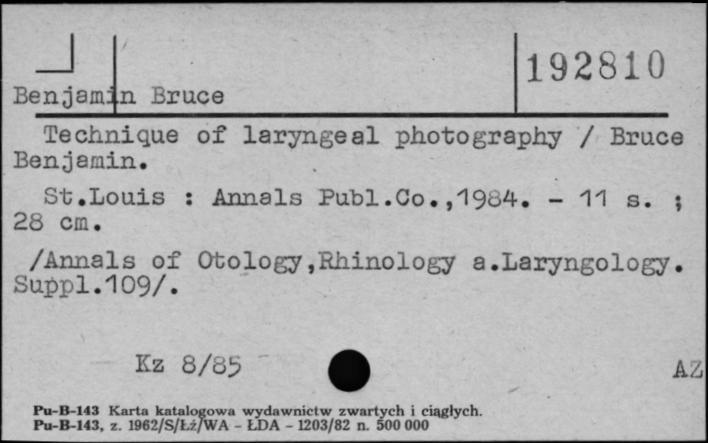 192810
Benjamin Bruce
Technique of laryngeal photography / Bruce
Benjamin.
St.Louis : Annals Publ.Co.,1984. - 11 s. ;
28 cm.
/Annals of Otology,Rhinology a.Laryngology.
Suppl.109/.
Kz 8/85
AZ
Pu-B-143 Karta katalogowa wydawnictw zwartych i ciągłych.
Pu-B-143, z. 1962/S/Łź/WA - ŁDA - 1203/82 n. 500 000